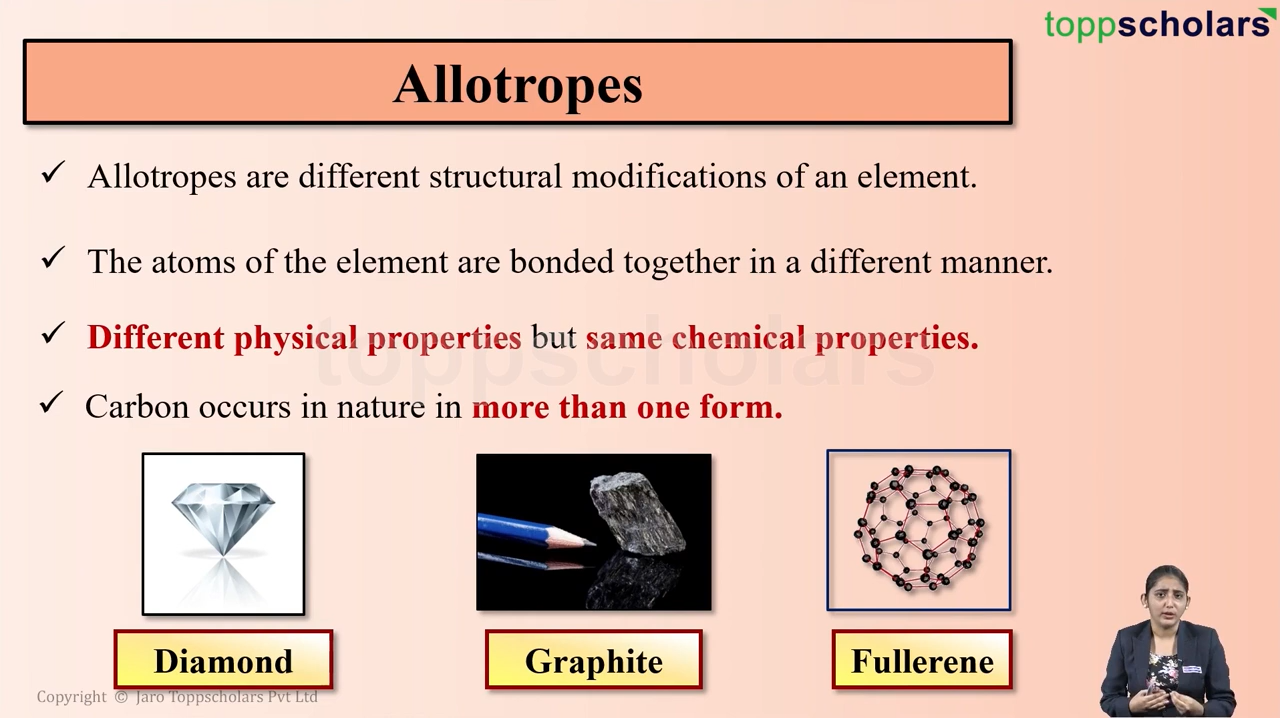 toppscholars
Allotropes
✓ Allotropes are different structural modifications of an element.
✓ The atoms of the element are bonded together in a different manner.
✓ Different physical properties but same chemical properties.
✓ Carbon occurs in nature in more than one form.
toppscholars
Diamond
Graphite
Fullerene
Copyright © Jaro Toppscholars Pvt Ltd